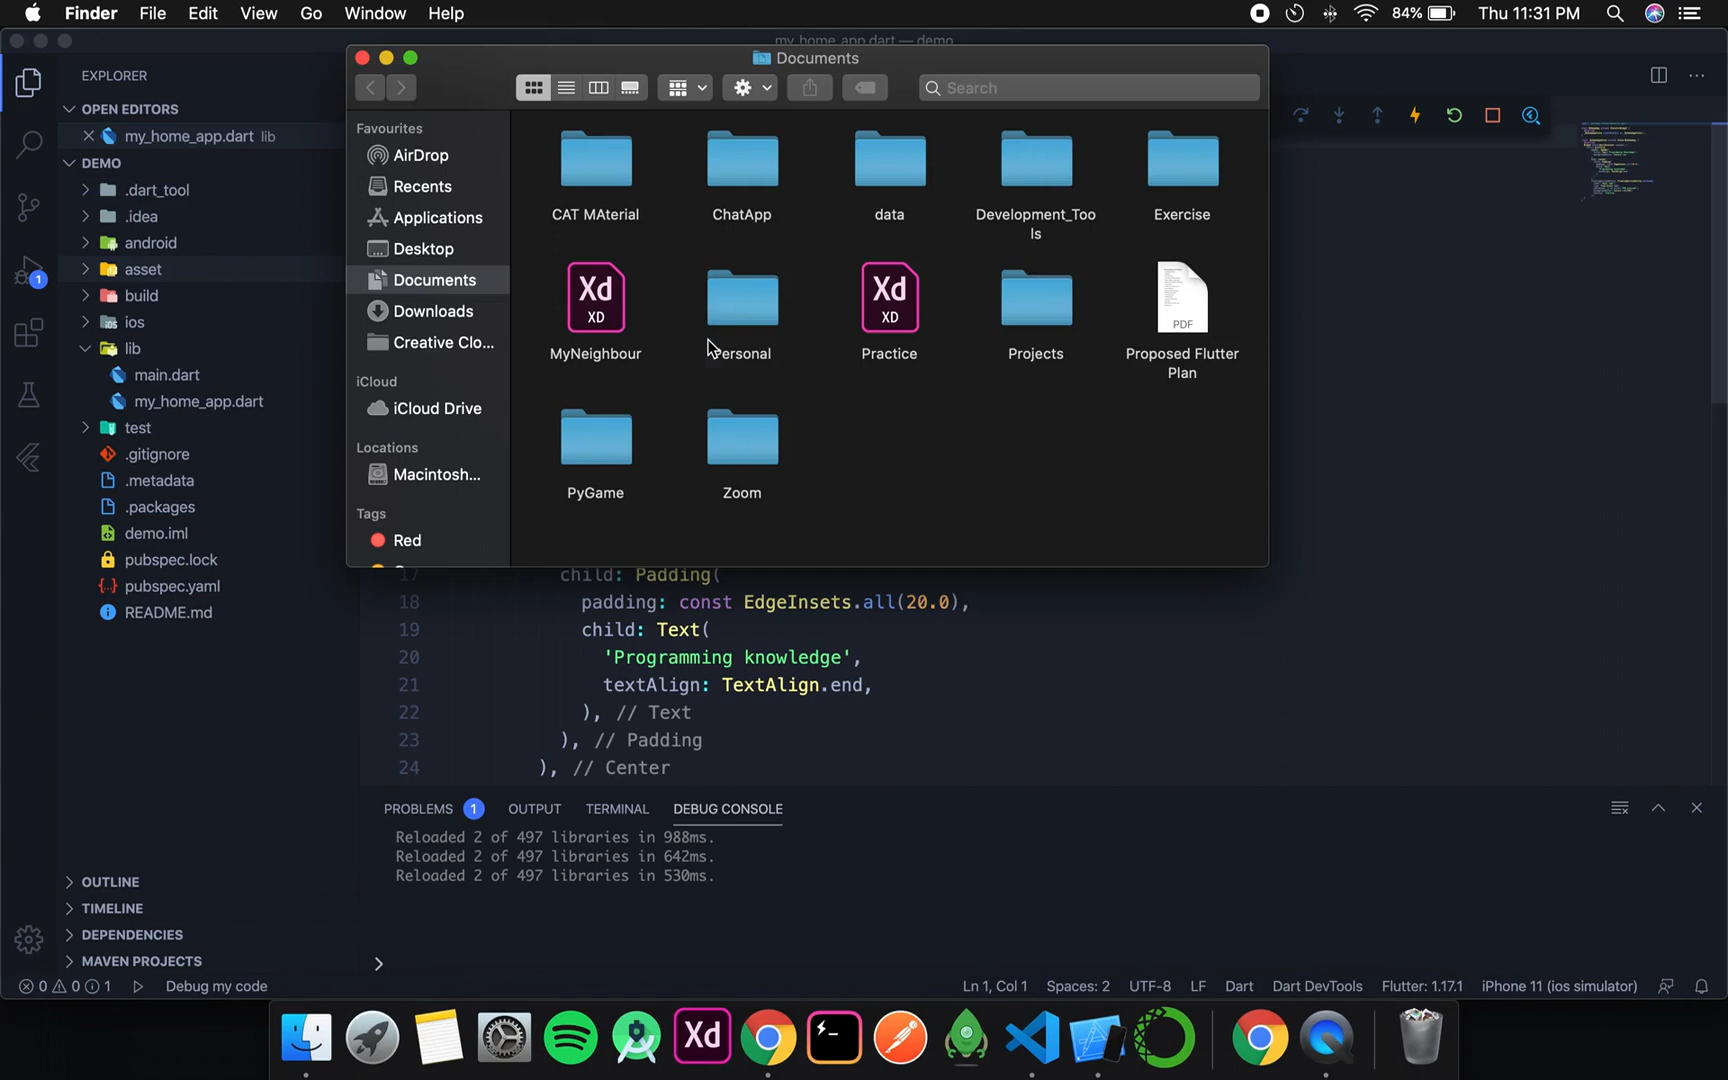 Finder File Edit View Go Window Help 84% Thu 11:31 PM
my_home_app.dart — demo
Documents
Search
Favourites
AirDrop
Recents
Applications
Desktop
Documents
Downloads
Creative Clo...
iCloud
iCloud Drive
Locations
Macintosh...
Tags
Red
CAT MAterial
ChatApp
data
Development_Too
ls
Exercise
Xd
XD
MyNeighbour
Personal
Xd
XD
Practice
Projects
PDF
Proposed Flutter
Plan
PyGame
Zoom
EXPLORER
OPEN EDITORS
my_home_app.dart lib
DEMO
.dart_tool
.idea
android
asset
build
ios
lib
main.dart
my_home_app.dart
test
.gitignore
.metadata
.packages
demo.iml
pubspec.lock
pubspec.yaml
README.md
1
OUTLINE
TIMELINE
DEPENDENCIES
MAVEN PROJECTS
17 child: Padding(
18 padding: const EdgeInsets.all(20.0),
19 child: Text(
20 'Programming knowledge',
21 textAlign: TextAlign.end,
22 ), // Text
23 ), // Padding
24 ), // Center
PROBLEMS 1 OUTPUT TERMINAL DEBUG CONSOLE
Reloaded 2 of 497 libraries in 988ms.
Reloaded 2 of 497 libraries in 642ms.
Reloaded 2 of 497 libraries in 530ms.
0 0 1 Debug my code Ln 1, Col 1 Spaces: 2 UTF-8 LF Dart Dart DevTools Flutter: 1.17.1 iPhone 11 (ios simulator)
Xd